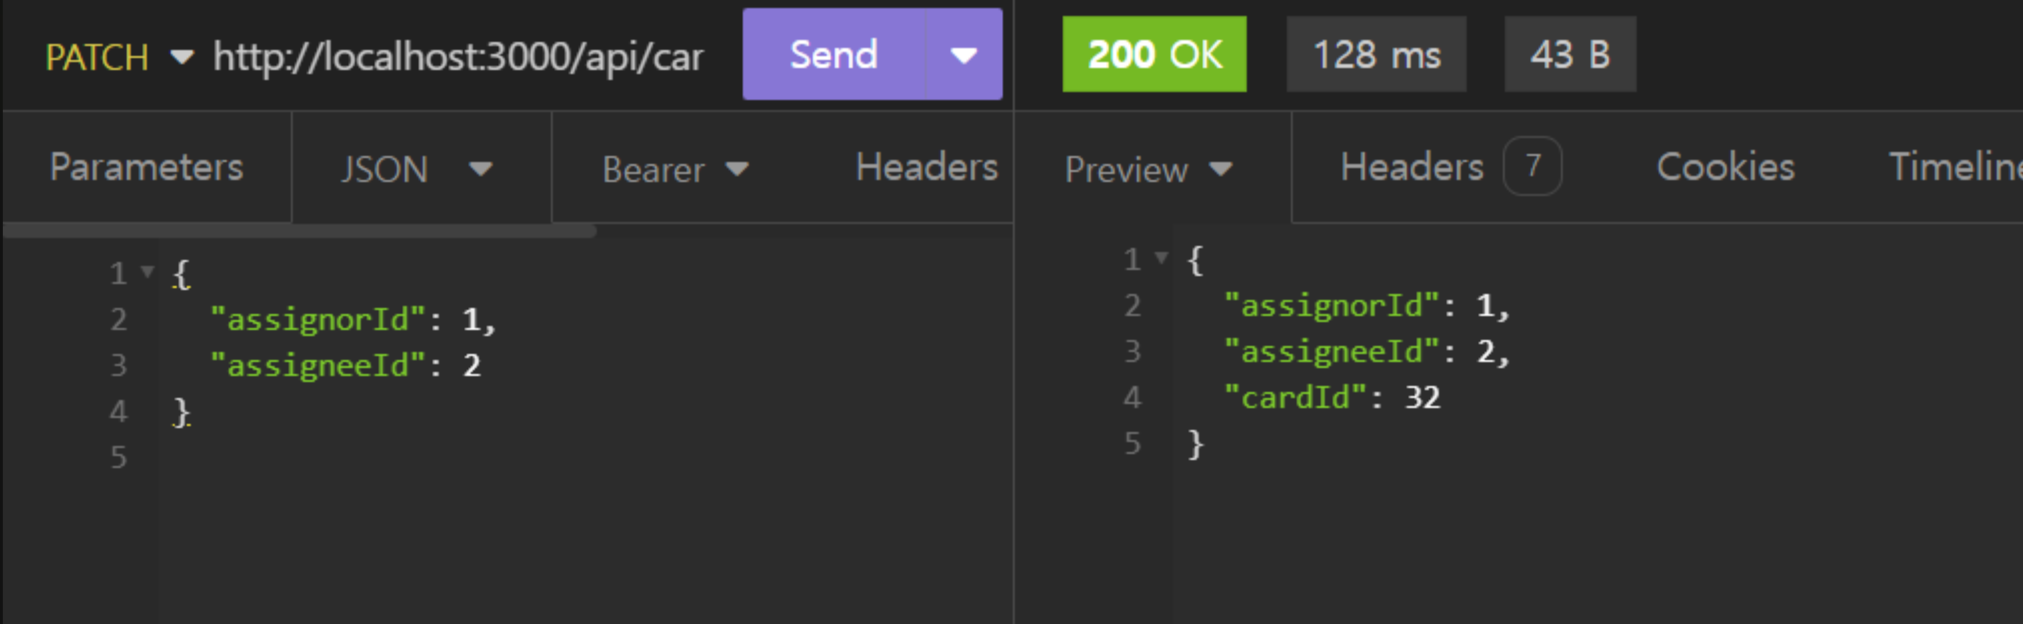 PATCH http://localhost:3000/api/car Send 200 OK 128 ms 43 B
Parameters JSON Bearer Headers Preview Headers 7 Cookies Timeline
1 {
2 "assignorId": 1,
3 "assigneeId": 2
4 }
5
1 {
2 "assignorId": 1,
3 "assigneeId": 2,
4 "cardId": 32
5 }